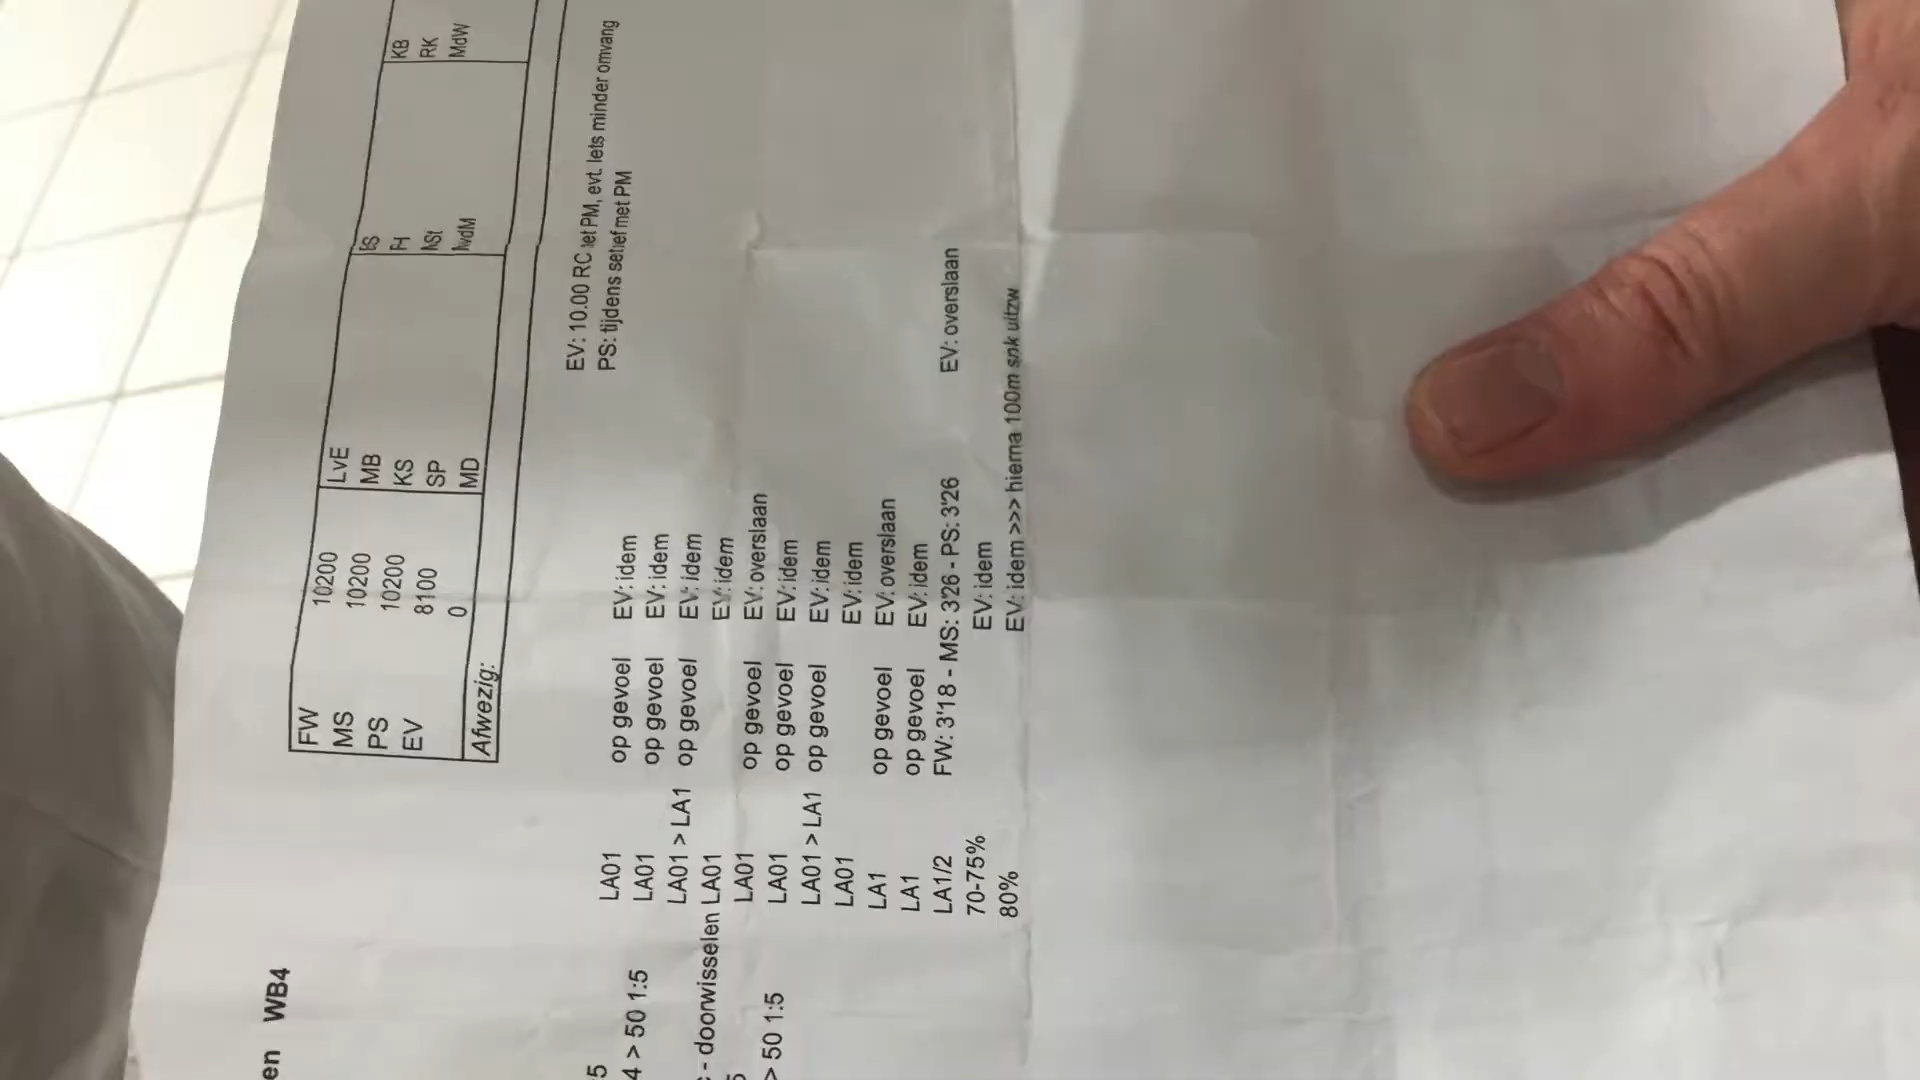 en WB4
FW 10200 LvE
MS 10200 MB
PS 10200 KS
EV 8100 SP
0 MD
Afwezig:
KB
RK
MdW
EV: 10.00 RC PM, evt. Iets minder omvang
PS: tijdens met PM
5 LA01 op gevoel EV: idem
4 > 50 1:5 LA01 op gevoel EV: idem
LA01 > LA1 op gevoel EV: idem
- doorwisselen LA01 EV: idem
5 LA01 op gevoel EV: overslaan
> 50 1:5 LA01 op gevoel EV: idem
LA01 > LA1 op gevoel EV: idem
LA01 EV: idem
LA1 op gevoel EV: overslaan
LA1 op gevoel EV: idem
LA1/2 FW: 3'18 - MS: 3'26 - PS: 3'26 EV: overslaan
70-75% EV: idem
80% EV: idem >>> hierna 100m snk uitzw